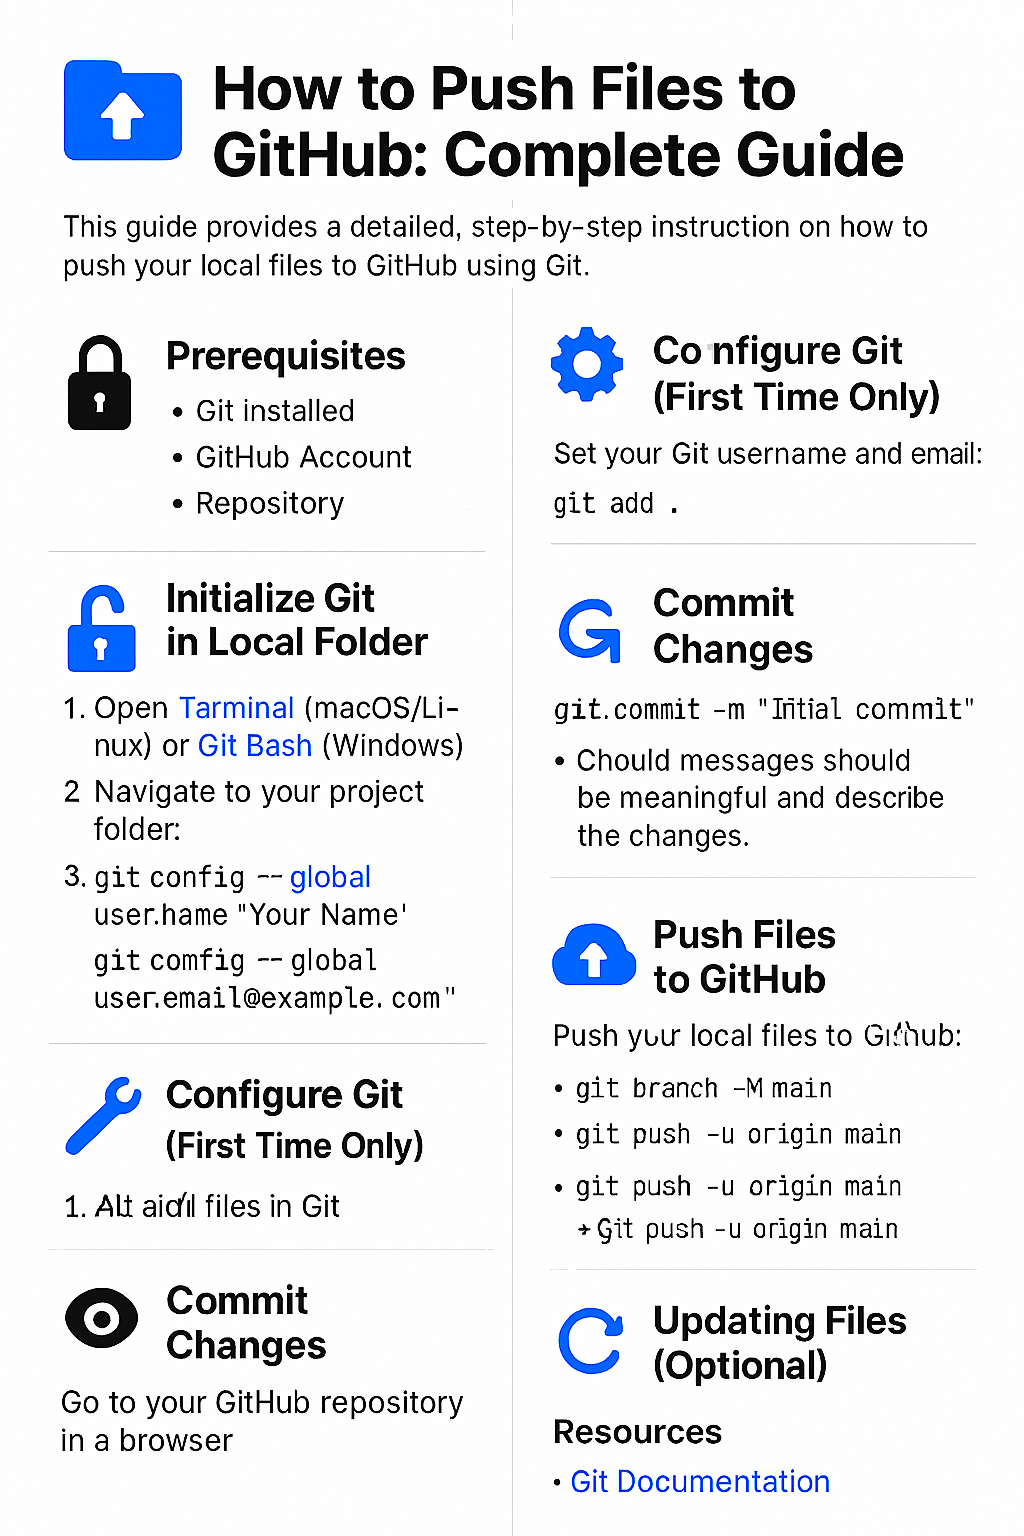 How to Push Files to
GitHub: Complete Guide
This guide provides a detailed, step-by-step instruction on how to
push your local files to GitHub using Git.
Prerequisites
• Git installed
• GitHub Account
• Repository
Initialize Git
in Local Folder
1. Open Tarminal (macOS/Li-
nux) or Git Bash (Windows)
2 Navigate to your project
folder:
3. git config -- global
user.hame "Your Name'
git comfig -- global
user.email@example.com"
Configure Git
(First Time Only)
1. files in Git
Commit
Changes
Go to your GitHub repository
in a browser
Co nfigure Git
(First Time Only)
Set your Git username and email:
git add .
Commit
Changes
git.commit -m "Initial commit"
• Chould messages should
be meaningful and describe
the changes.
Push Files
to GitHub
Push your local files to Github:
• git branch -M main
• git push -u origin main
• git push -u origin main
→ Git push -u origin main
Updating Files
(Optional)
Resources
• Git Documentation